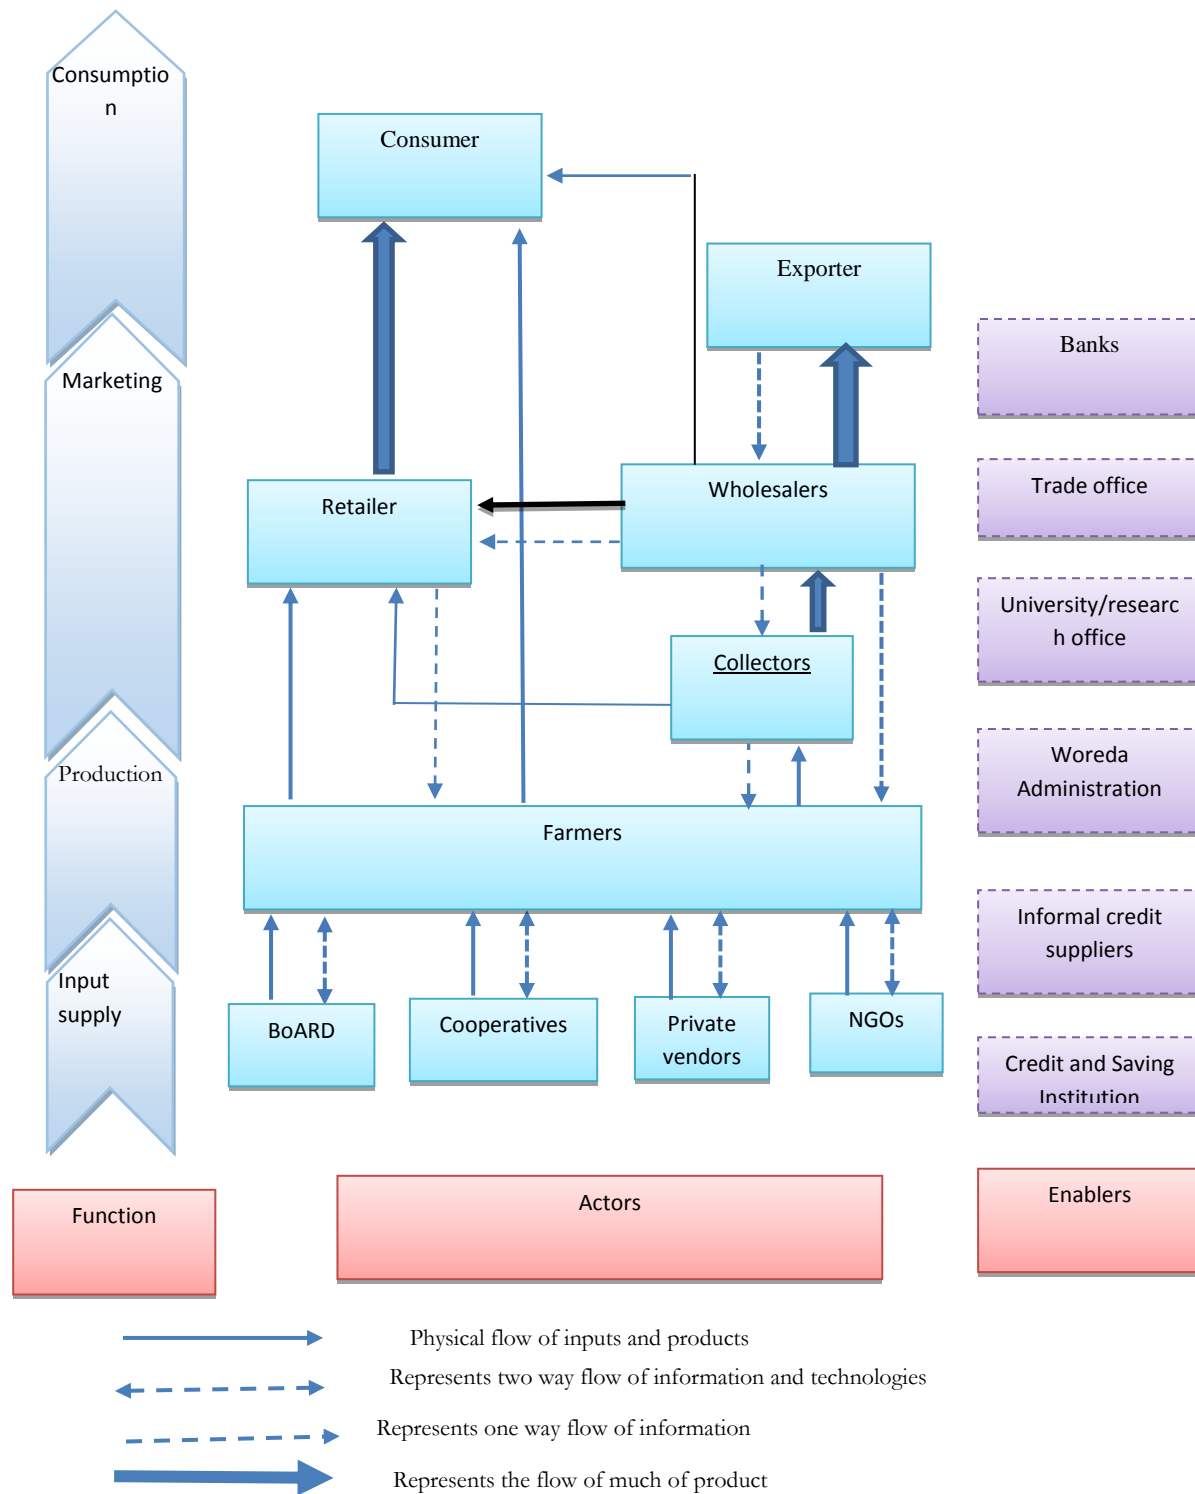 Consumptio
n
Consumer
Exporter
Banks
Marketing
Retailer
Wholesalers
Trade office
University/researc
h office
Collectors
Production
Woreda
Administration
Farmers
Informal credit
suppliers
Input
supply
BoARD
Cooperatives
Private
vendors
NGOs
Credit and Saving
Institution
Function
Actors
Enablers
Physical flow of inputs and products
Represents two way flow of information and technologies
Represents one way flow of information
Represents the flow of much of product